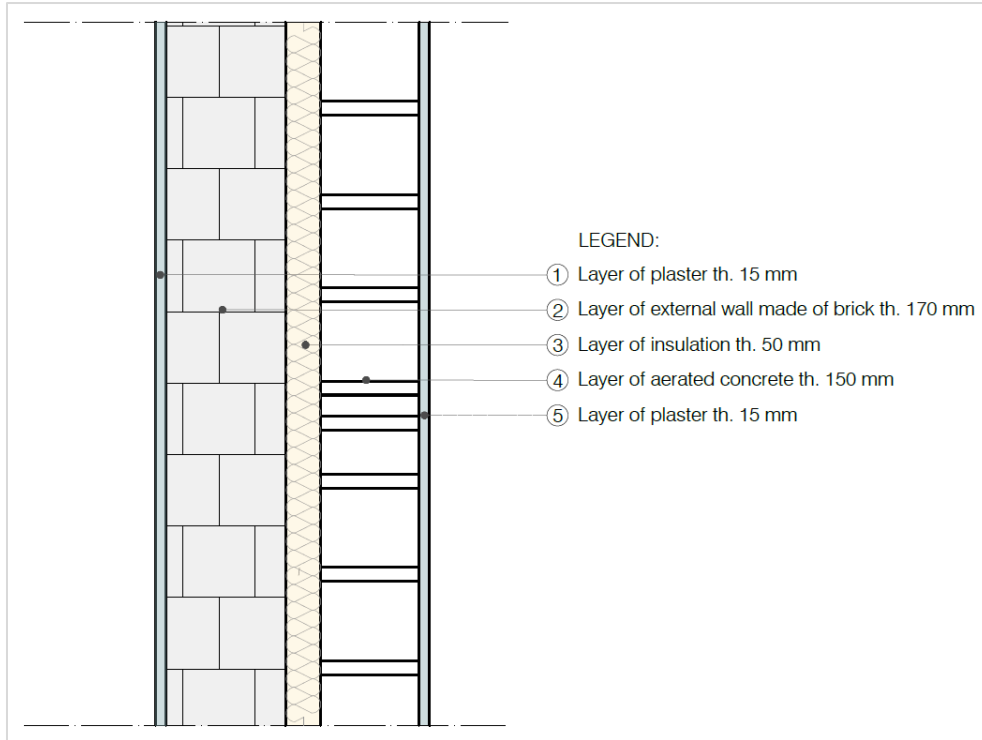 LEGEND:
① Layer of plaster th. 15 mm
② Layer of external wall made of brick th. 170 mm
③ Layer of insulation th. 50 mm
④ Layer of aerated concrete th. 150 mm
⑤ Layer of plaster th. 15 mm